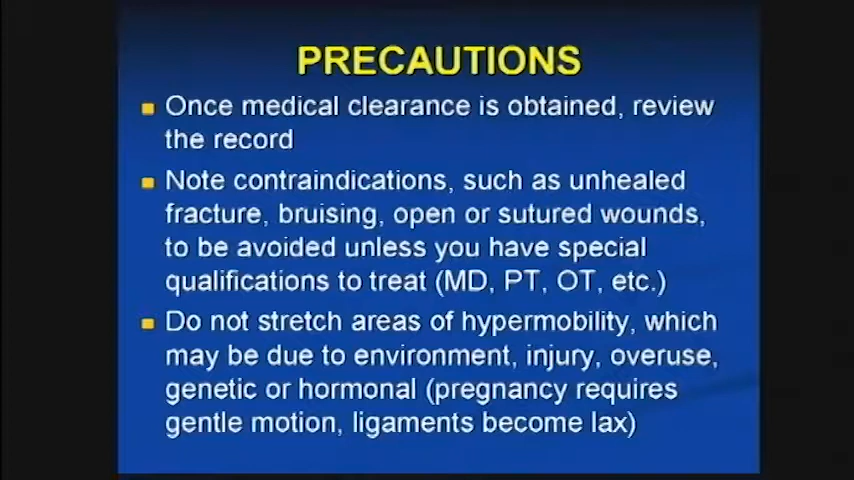 PRECAUTIONS
Once medical clearance is obtained, review
the record
Note contraindications, such as unhealed
fracture, bruising, open or sutured wounds,
to be avoided unless you have special
qualifications to treat (MD, PT, OT, etc.)
Do not stretch areas of hypermobility, which
may be due to environment, injury, overuse,
genetic or hormonal (pregnancy requires
gentle motion, ligaments become lax)